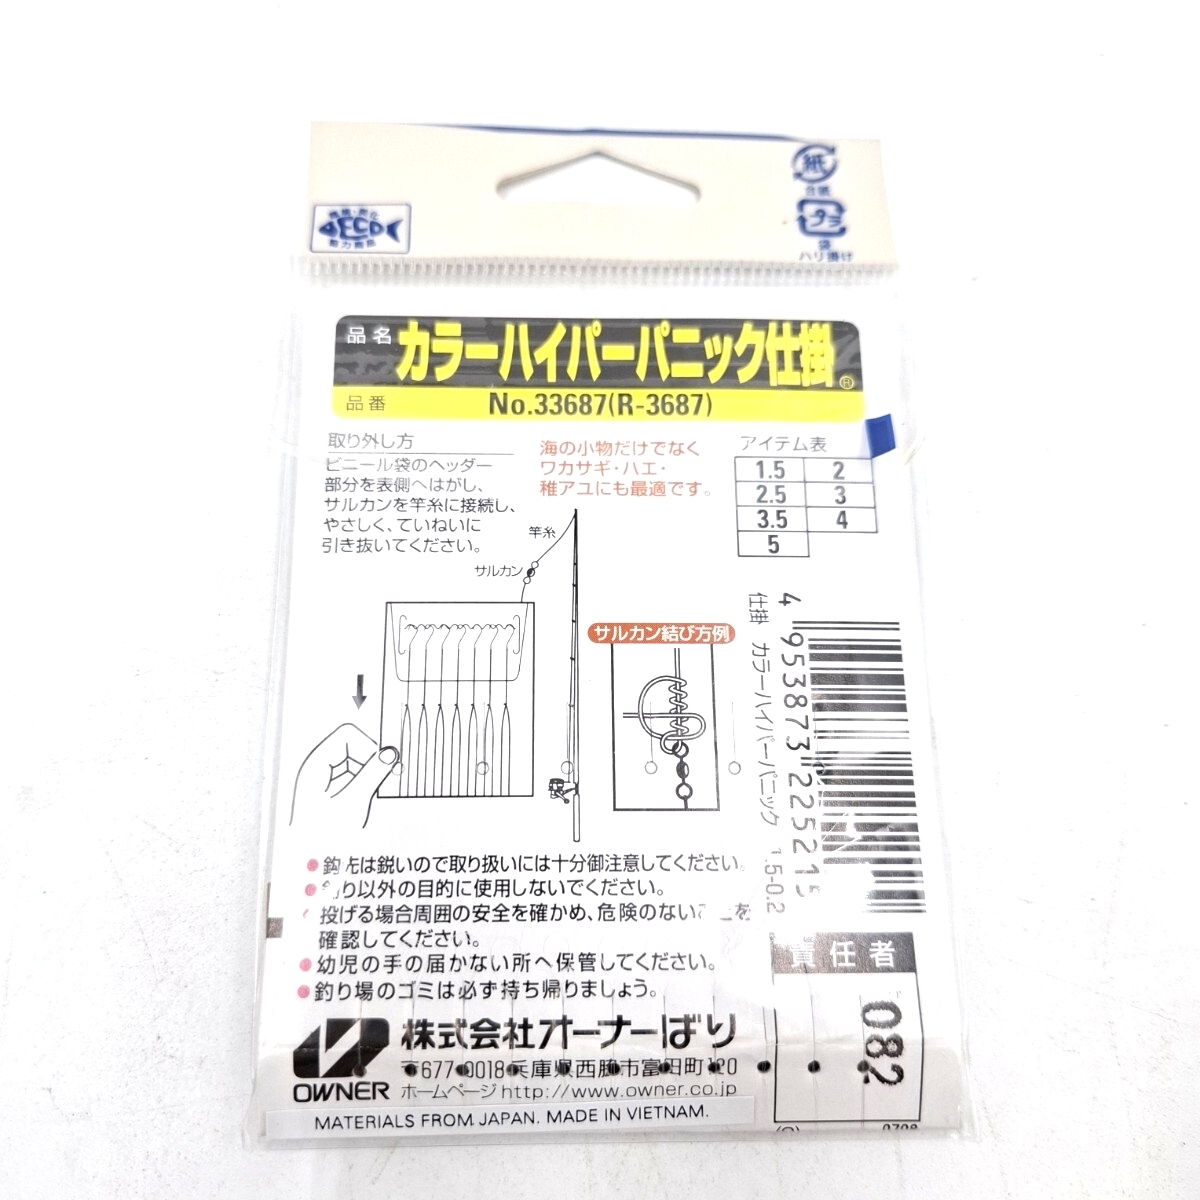 紙
台紙
プラ
袋
ハリ掛け
ECO
品名
カラーハイパーパニック仕掛®
品番
No.33687(R-3687)
取り外し方
ビニール袋のヘッダー
部分を表側へはがし、
サルカンを竿糸に接続し、
やさしく、ていねいに
引き抜いてください。
海の小物だけでなく
ワカサギ・ハエ・
稚アユにも最適です。
アイテム表
1.5 2
2.5 3
3.5 4
5
竿糸
サルカン
サルカン結び方例
仕掛 カラーハイパーパニック 1.5-0.2
4 953873 225215
●鈎先は鋭いので取り扱いには十分御注意してください。
●釣り以外の目的に使用しないでください。
投げる場合周囲の安全を確かめ、危険のない
確認してください。
●幼児の手の届かない所へ保管してください。
●釣り場のゴミは必ず持ち帰りましょう。
責任者
082
OWNER
株式会社オーナーばり
〒677-0018 兵庫県西脇市富田町120
ホームページ http://www.owner.co.jp
MATERIALS FROM JAPAN. MADE IN VIETNAM.